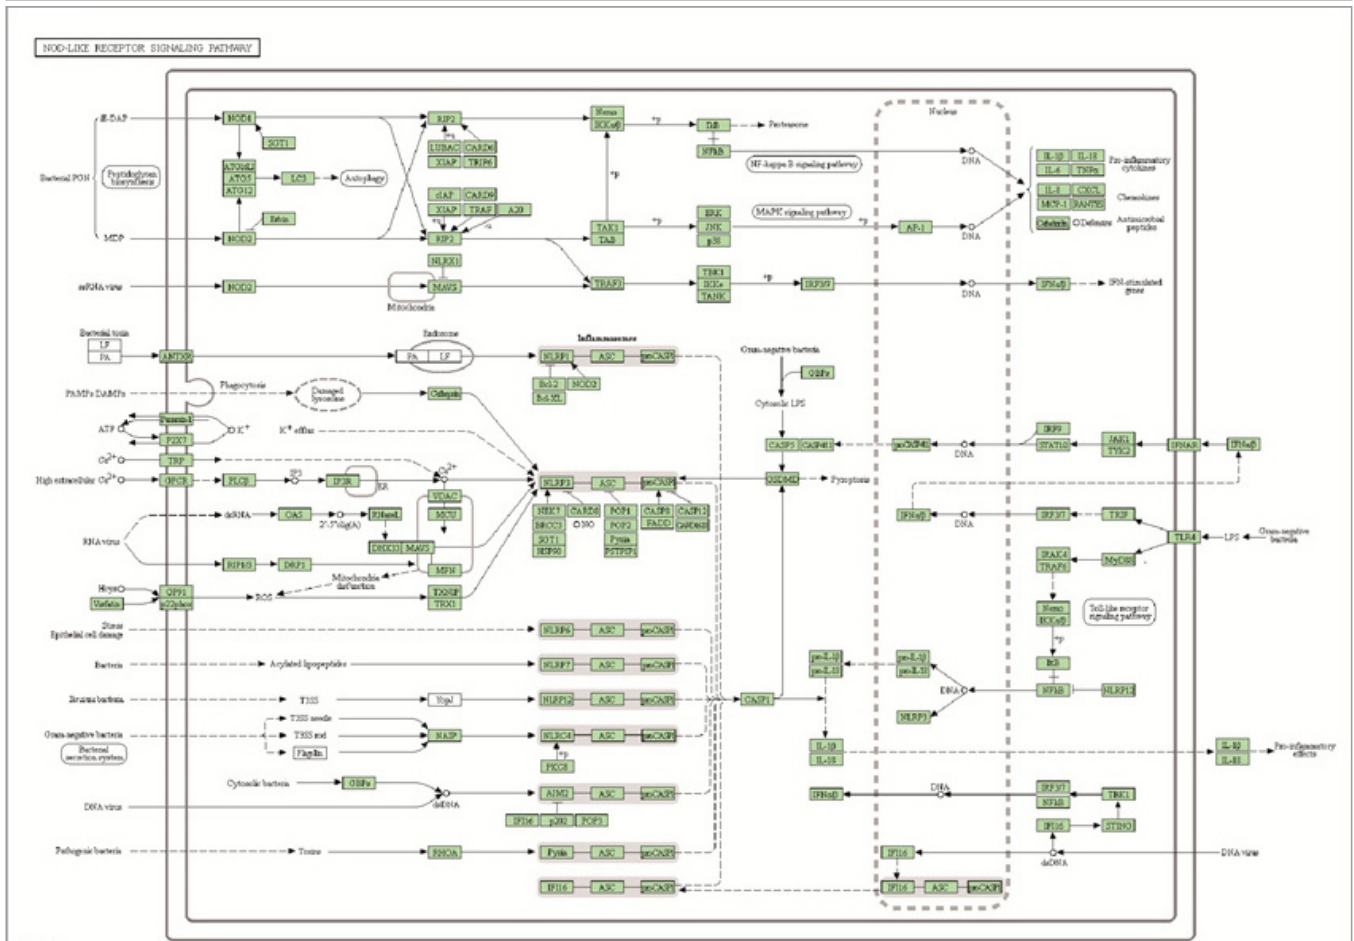 NOD-LIKE RECEPTOR SIGNALING PATHWAY
Nucleus
iE-DAP
NOD1
RIP2
Nemo
IKKα/β
+p
IκB
Proteasome
SGT1
LUBAC CARD6
XIAP TRIP6
NFkB
NF-kappa B signaling pathway
DNA
IL-1β IL-18
IL-6 TNFα
Pro-inflammatory
cytokines
Bacterial PGN
Peptidoglycan
biosynthesis
ATG16L1
ATG5
ATG12
LC3
Autophagy
+p
IL-8 CXCL
MCP-1 RANTES
Chemokines
cIAP CARD9
XIAP TRAF A20
Erbin
MAPK signaling pathway
Defensin
Defensins
Antimicrobial
peptides
MDP
NOD2
RIP2
TAK1
TAB
+p
ERK
JNK
p38
+p
AP-1
DNA
NLRX1
ssRNA virus
NOD2
MAVS
Mitochondria
TRAF3
TBK1
IKKε
TANK
+p
IRF3/7
DNA
IFNα/β
IFN-stimulated
genes
Bacterial toxin
LF
PA
ANTXR
Endosome
PA LF
Inflammasome
NLRP1 ASC proCASP1
Bcl-2 NOD2
Bcl-XL
Gram-negative bacteria
GBPs
Cytosolic LPS
PAMPs DAMPs
Phagocytosis
Damaged
lysosome
Cathepsin
ATP
P2X7
K+
K+ efflux
CASP5 CASP4/11
proCASP4/11
DNA
IRF9
STAT1/2
JAK1
TYK2
IFNAR
IFNα/β
Ca2+
TRP
High extracellular Ca2+
GPCR
PLCβ
IP3
IP3R
ER
Ca2+
NLRP3 ASC proCASP1
GSDMD
Pyroptosis
VDAC
MCU
NEK7 CARD8
BRCC3 NO
SGT1
HSP90
POP1
POP2
Pyrin
PSTPIP1
CASP8 CASP12
FADD
RNA virus
dsRNA
OAS
2'-5'olig(A)
RNaseL
DHX33 MAVS
IFNα/β
DNA
IRF3/7
TRIF
TLR4
LPS
Gram-negative
bacteria
RIPK3
DRP1
Mitochondria
disfunction
MFN
IRAK4
TRAF6
MyD88
ROS
TXNIP
TRX1
p22phox
Nemo
IKKα/β
+p
Toll-like receptor
signaling pathway
Stress
Epithelial cell damage
NLRP6 ASC proCASP1
Bacteria
Acylated lipopeptides
NLRP7 ASC proCASP1
pro-IL-1β
pro-IL-18
pro-IL-1β
pro-IL-18
IκB
DNA
NFkB
NLRP12
bacteria
T3SS
YopJ
NLRP12 ASC proCASP1
CASP1
NLRP3
Gram-negative bacteria
Bacterial
secretion system
T3SS needle
T3SS rod
Flagellin
NAIP
NLRC4 ASC proCASP1
+p
PKCδ
IL-1β
IL-18
IL-1β
IL-18
Pro-inflammatory
effects
Cytosolic bacteria
GBPs
DNA virus
dsDNA
AIM2 ASC proCASP1
IFI16 p202 POP3
IFNα/β
DNA
IRF3/7
NFkB
TBK1
IFI16
STING
dsDNA
DNA virus
Pathogenic bacteria
Toxins
RHOA
Pyrin ASC proCASP1
IFI16
IFI16 ASC proCASP1
IFI16 ASC proCASP1